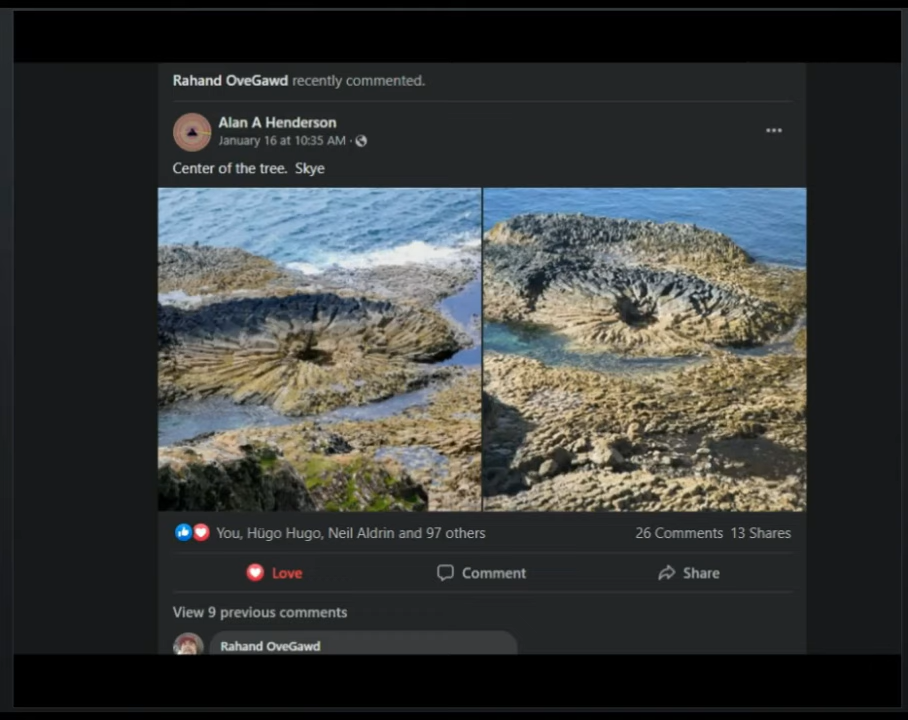 Rahand OveGawd recently commented.
Alan A Henderson
January 16 at 10:35 AM ·
Center of the tree. Skye
You, Hügo Hugo, Neil Aldrin and 97 others
26 Comments 13 Shares
Love
Comment
Share
View 9 previous comments
Rahand OveGawd